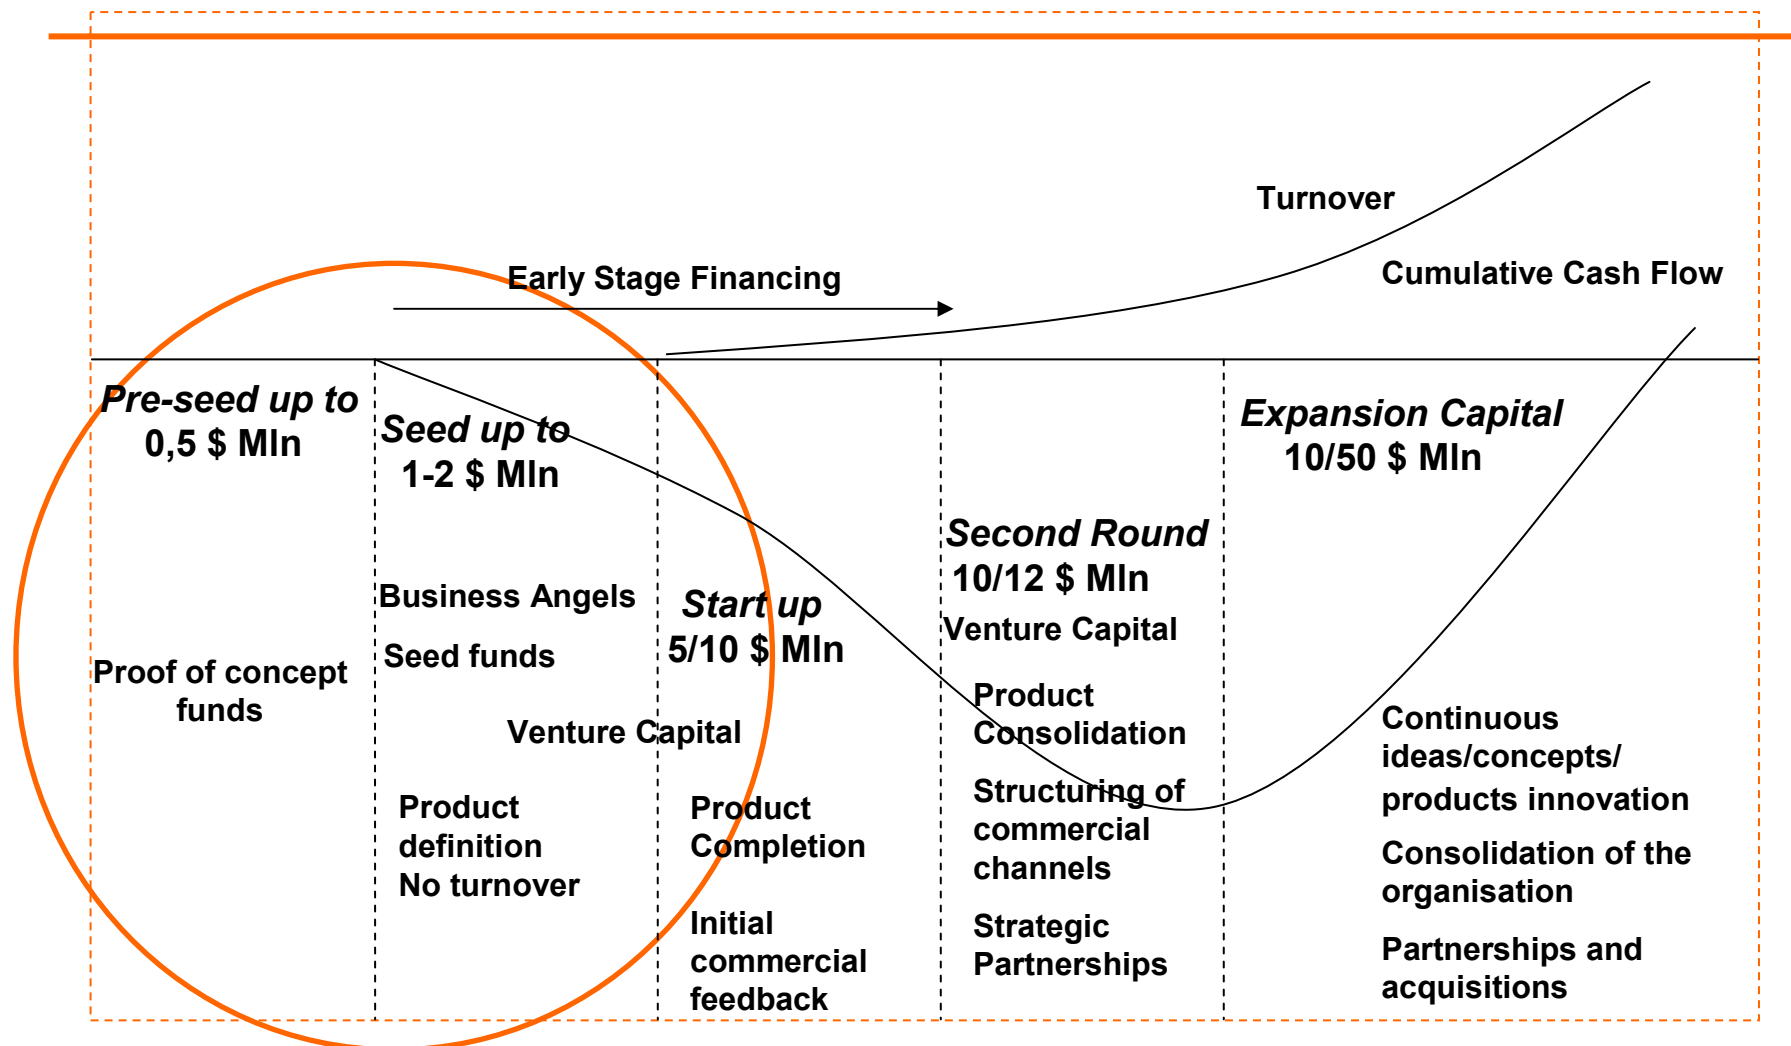 Turnover
Cumulative Cash Flow
Early Stage Financing
Pre-seed up to
0,5 $ Mln
Proof of concept
funds
Seed up to
1-2 $ Mln
Business Angels
Seed funds
Venture Capital
Product
definition
No turnover
Start up
5/10 $ Mln
Product
Completion
Initial
commercial
feedback
Second Round
10/12 $ Mln
Venture Capital
Product
Consolidation
Structuring of
commercial
channels
Strategic
Partnerships
Expansion Capital
10/50 $ Mln
Continuous
ideas/concepts/
products innovation
Consolidation of the
organisation
Partnerships and
acquisitions